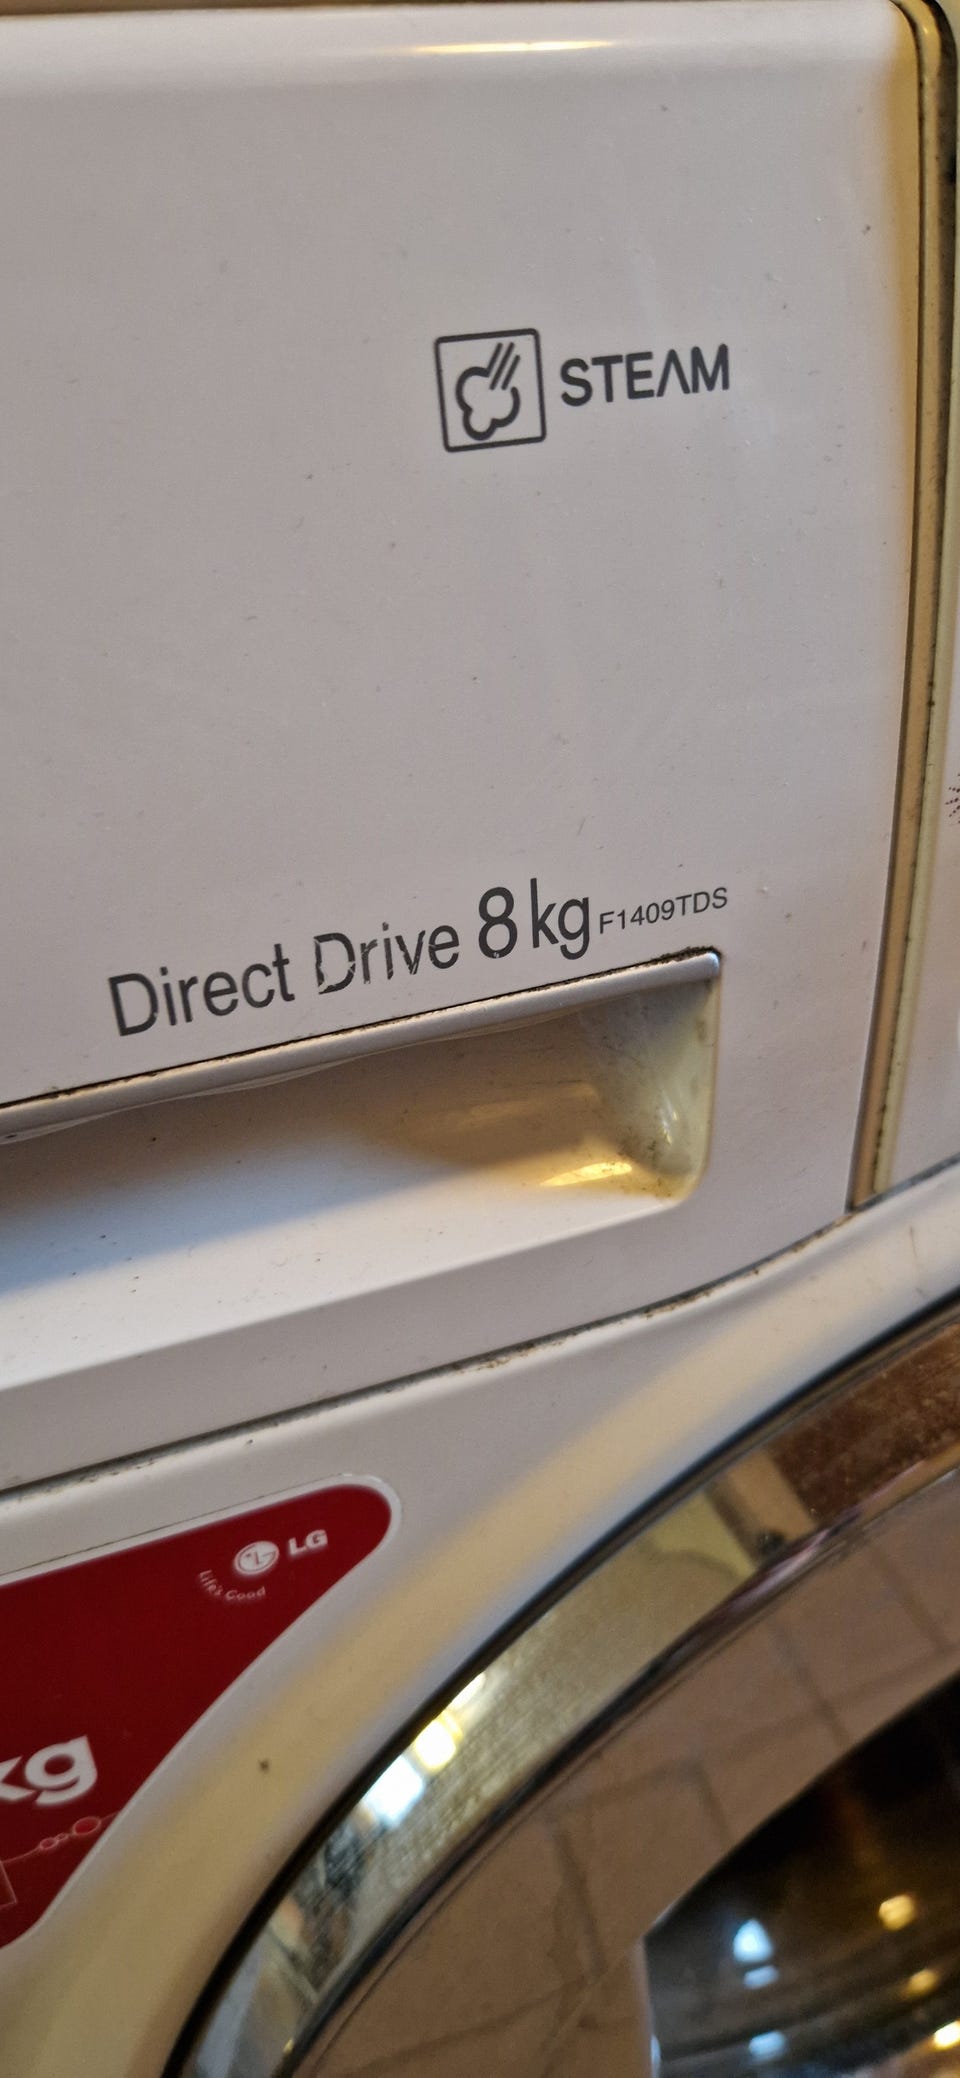 STEAM
Direct Drive 8kg F1409TDS
LG
Life's Good
kg